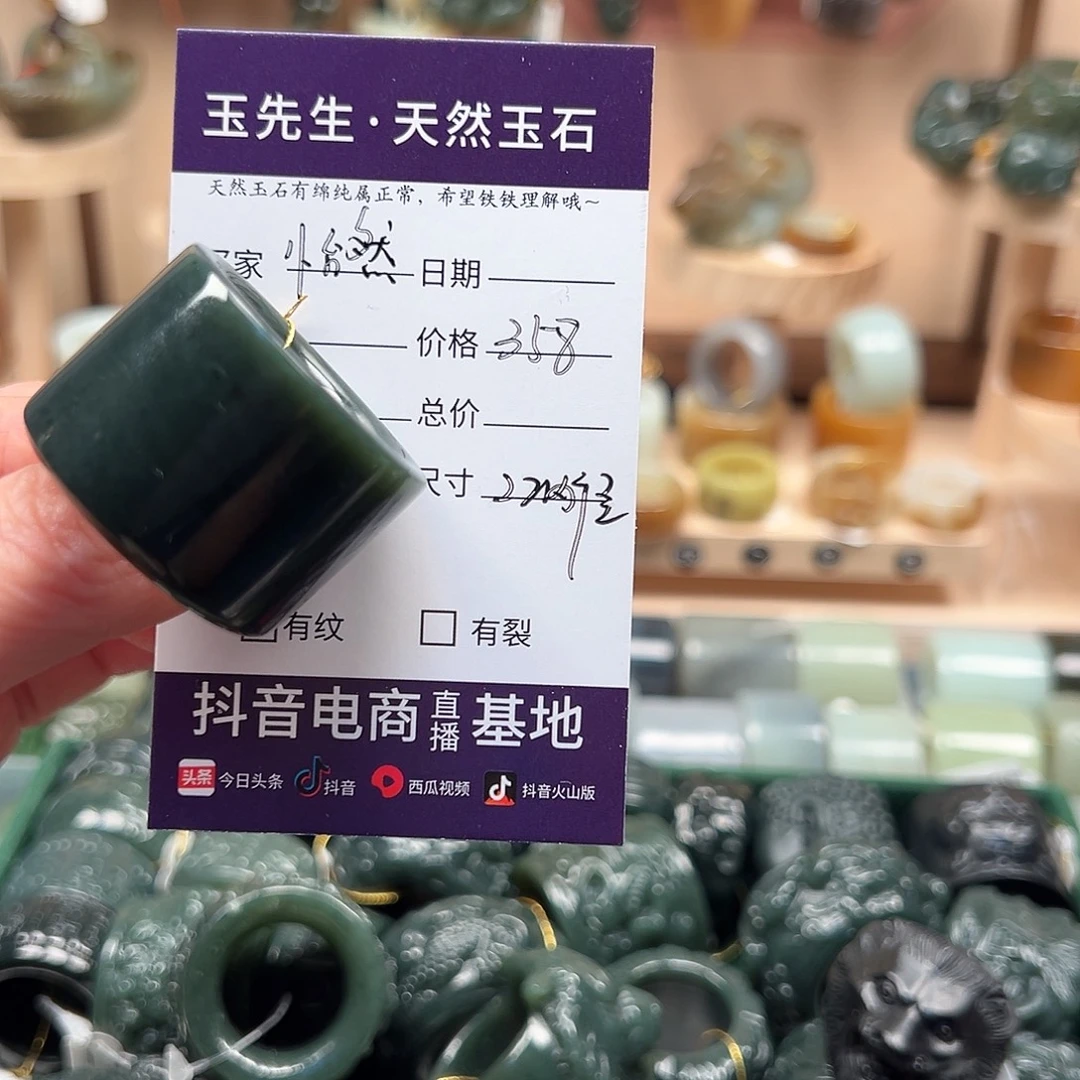 玉先生·天然玉石
天然玉石有绵纯属正常，希望铁铁理解哦~
家 怡然 日期
价格 358
总价
尺寸 22mm
有纹 有裂
抖音电商直播基地
头条 今日头条 抖音 西瓜视频 抖音火山版